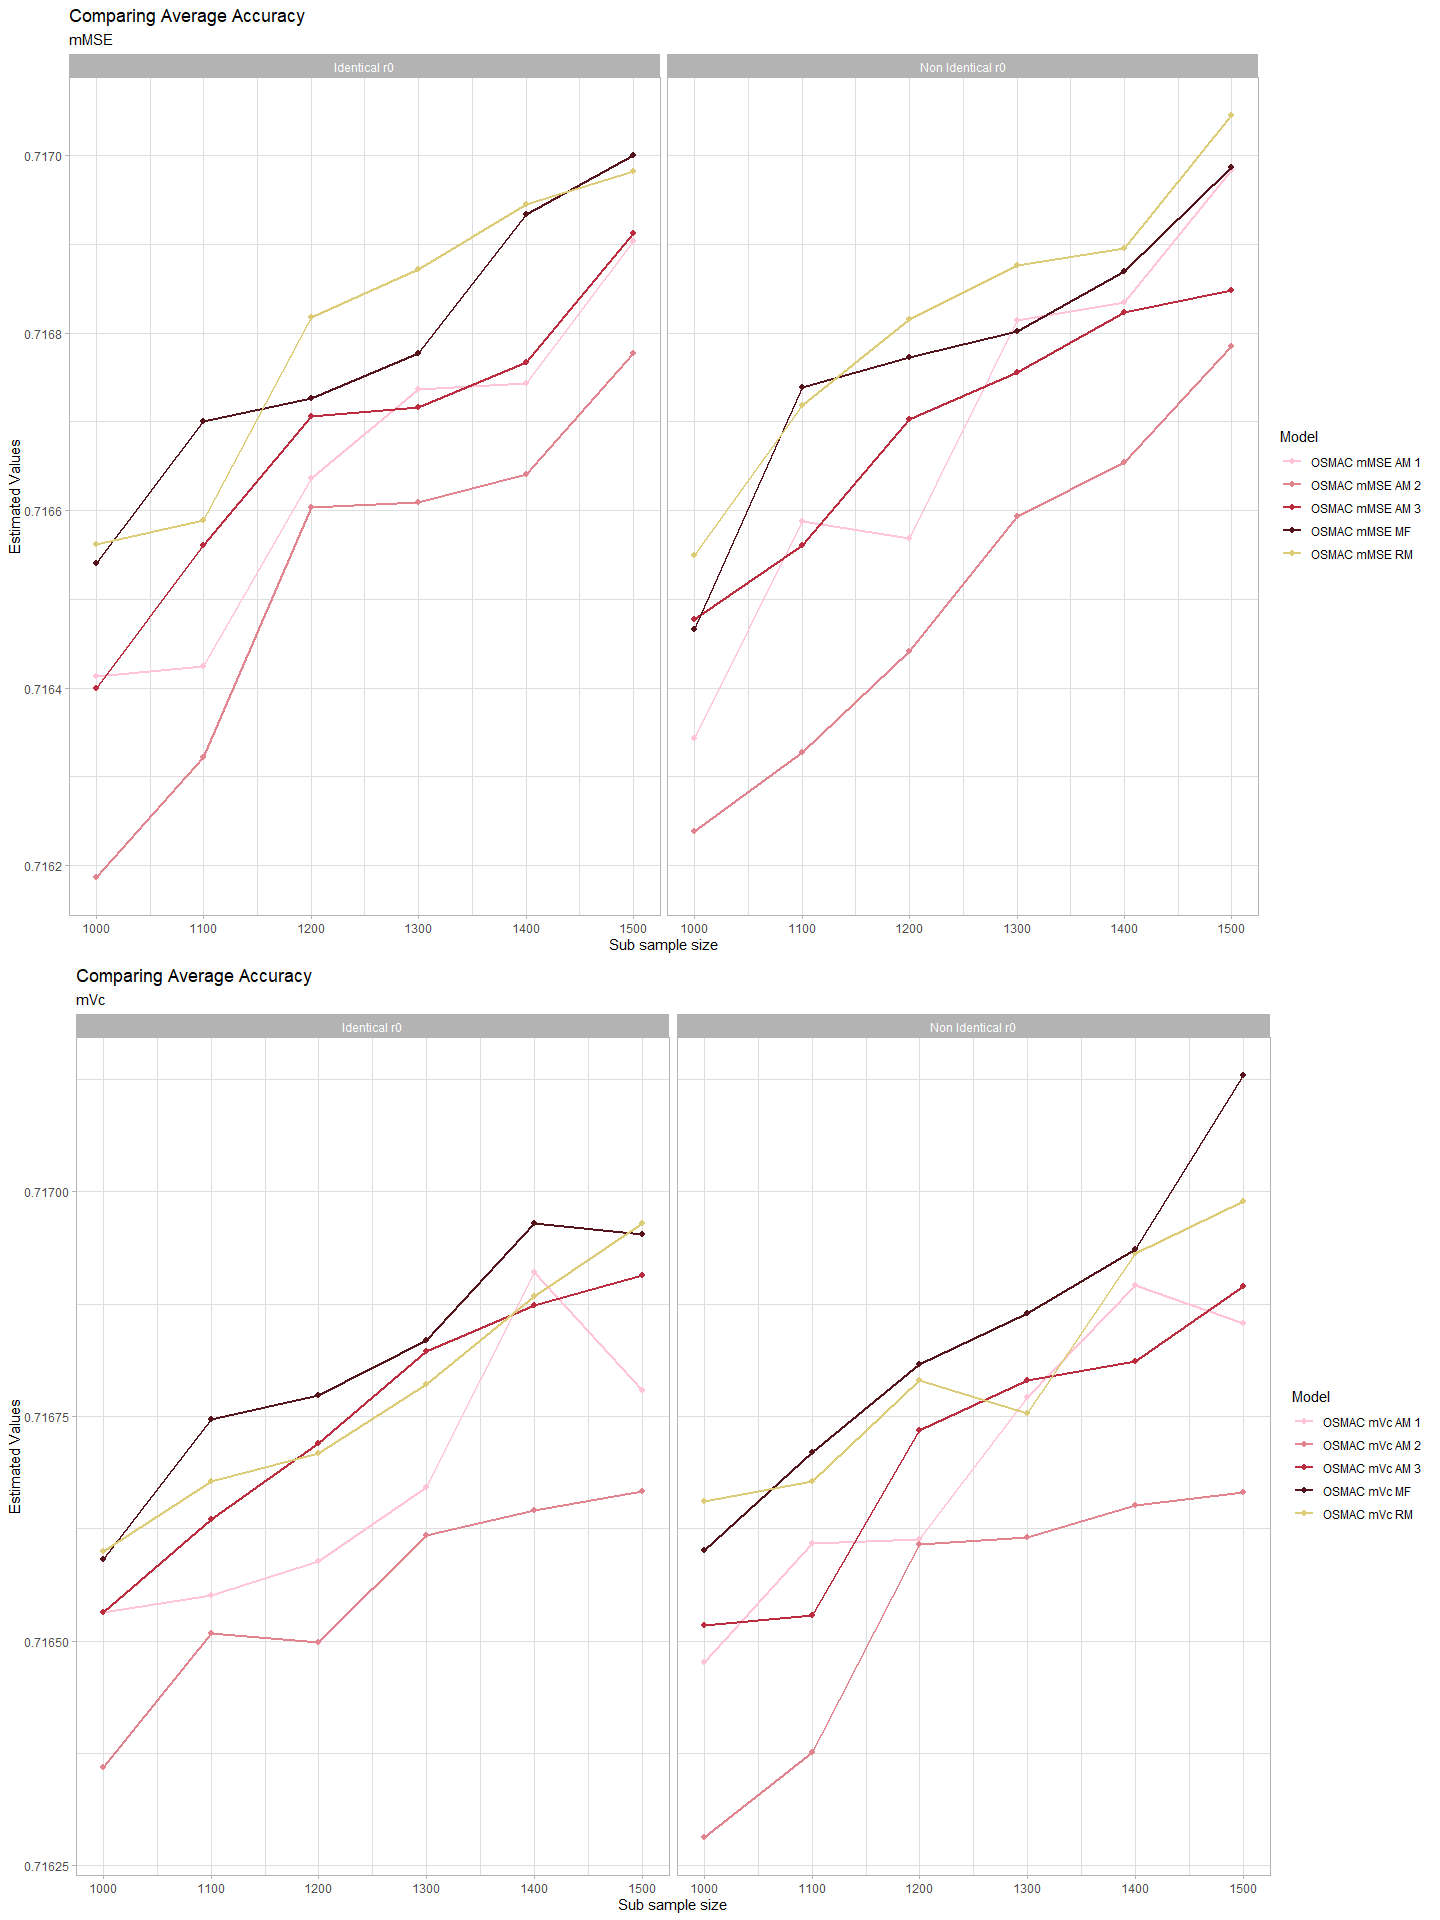 Comparing Average Accuracy
mMSE
Identical r0
Non Identical r0
0.7170
0.7168
0.7166
0.7164
0.7162
Estimated Values
1000 1100 1200 1300 1400 1500
1000 1100 1200 1300 1400 1500
Sub sample size
Model
OSMAC mMSE AM 1
OSMAC mMSE AM 2
OSMAC mMSE AM 3
OSMAC mMSE MF
OSMAC mMSE RM
Comparing Average Accuracy
mVc
Identical r0
Non Identical r0
0.71700
0.71675
0.71650
0.71625
Estimated Values
1000 1100 1200 1300 1400 1500
1000 1100 1200 1300 1400 1500
Sub sample size
Model
OSMAC mVc AM 1
OSMAC mVc AM 2
OSMAC mVc AM 3
OSMAC mVc MF
OSMAC mVc RM